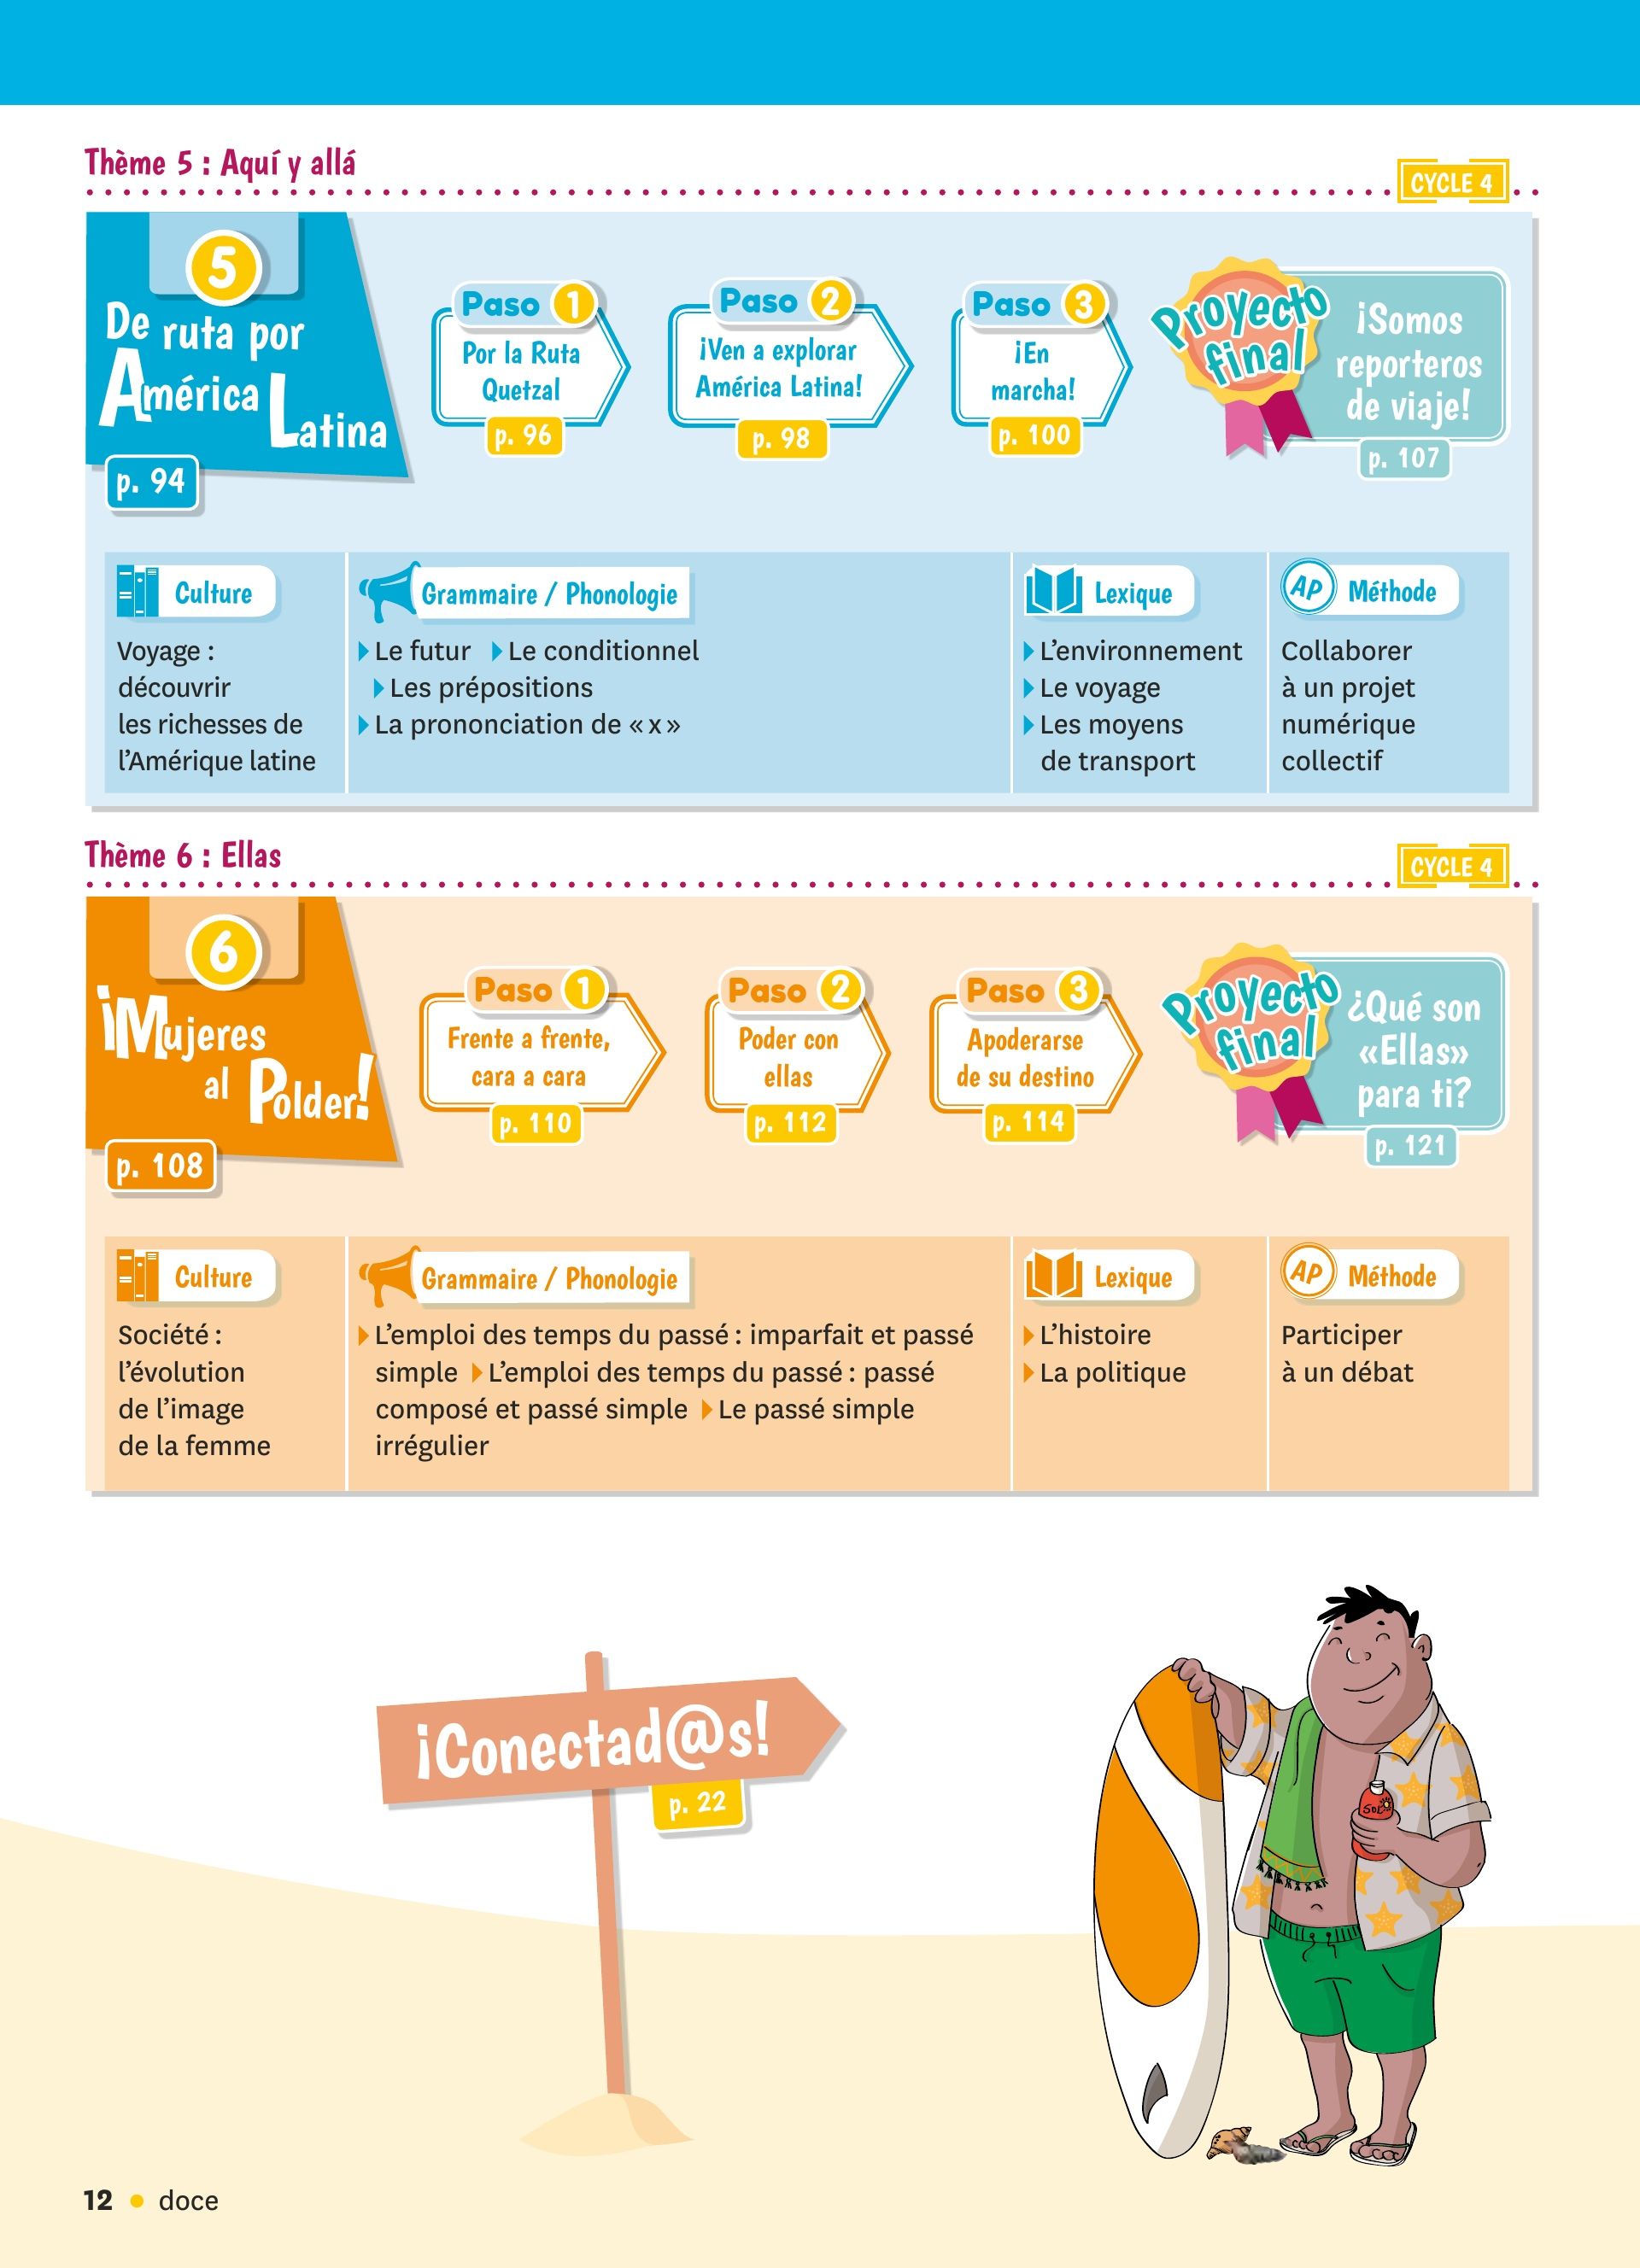 Thème 5 : Aquí y allá
CYCLE 4
5
De ruta por
América
Latina
p. 94
Paso 1
Por la Ruta
Quetzal
p. 96
Paso 2
¡Ven a explorar
América Latina!
p. 98
Paso 3
¡En
marcha!
p. 100
Proyecto
final
¡Somos
reporteros
de viaje!
p. 107
Culture
Voyage :
découvrir
les richesses de
l'Amérique latine
Grammaire / Phonologie
Le futur Le conditionnel
Les prépositions
La prononciation de « x »
Lexique
L'environnement
Le voyage
Les moyens
de transport
AP Méthode
Collaborer
à un projet
numérique
collectif
Thème 6 : Ellas
CYCLE 4
6
¡Mujeres
al Polder!
p. 108
Paso 1
Frente a frente,
cara a cara
p. 110
Paso 2
Poder con
ellas
p. 112
Paso 3
Apoderarse
de su destino
p. 114
Proyecto
final
¿Qué son
«Ellas»
para ti?
p. 121
Culture
Société :
l'évolution
de l'image
de la femme
Grammaire / Phonologie
L'emploi des temps du passé : imparfait et passé
simple L'emploi des temps du passé : passé
composé et passé simple Le passé simple
irrégulier
Lexique
L'histoire
La politique
AP Méthode
Participer
à un débat
¡Conectad@s!
p. 22
Sol
12 • doce